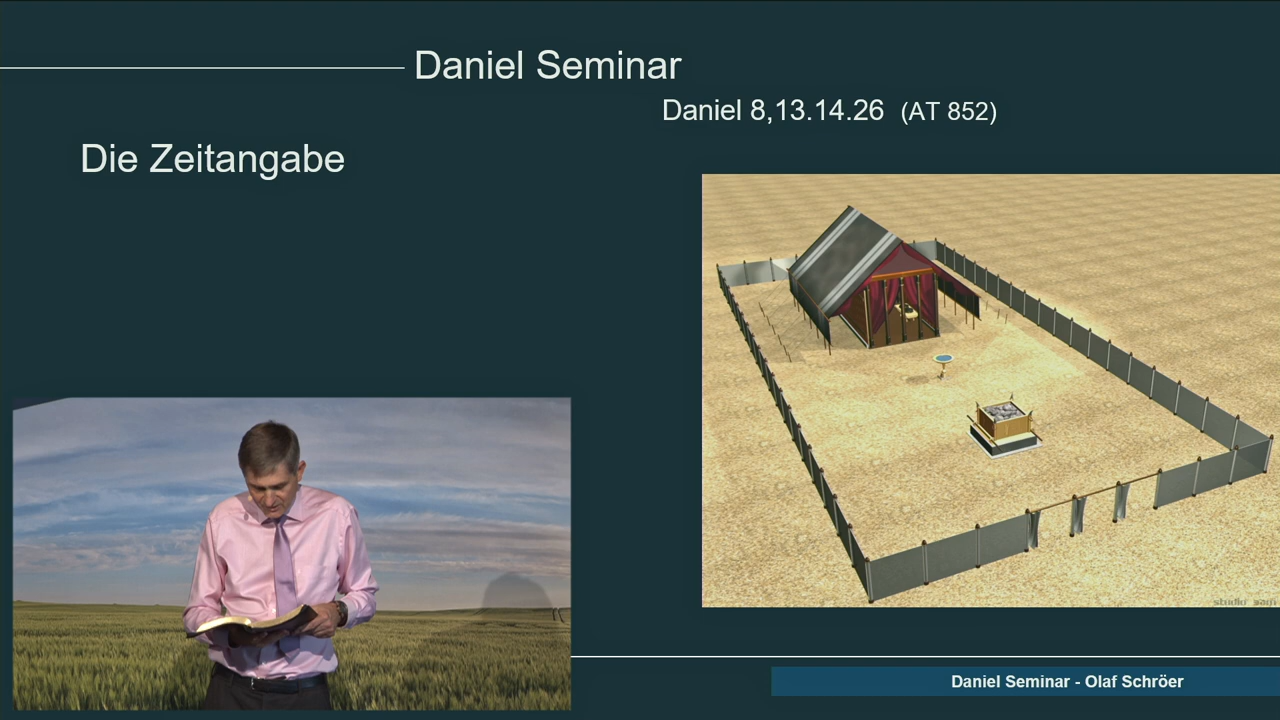 Daniel Seminar
Daniel 8,13.14.26 (AT 852)
Die Zeitangabe
Daniel Seminar - Olaf Schröer